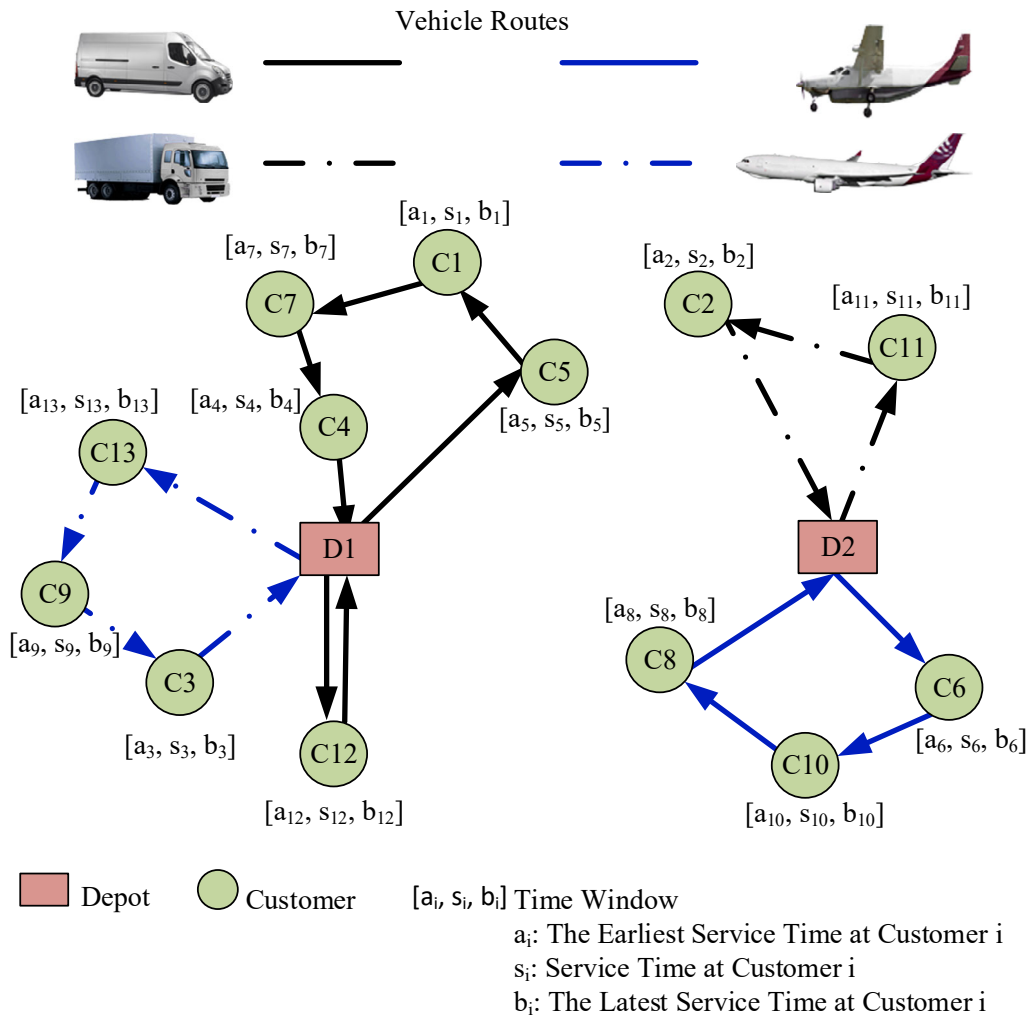 Vehicle Routes
[a₁, s₁, b₁]
[a₇, s₇, b₇]
C1
[a₂, s₂, b₂]
[a₁₁, s₁₁, b₁₁]
C7
C2
C11
C5
[a₁₃, s₁₃, b₁₃]
[a₄, s₄, b₄]
[a₅, s₅, b₅]
C4
C13
D1
D2
C9
[a₈, s₈, b₈]
[a₉, s₉, b₉]
C8
C3
C6
[a₃, s₃, b₃]
[a₆, s₆, b₆]
C12
C10
[a₁₂, s₁₂, b₁₂]
[a₁₀, s₁₀, b₁₀]
Depot
Customer
[aᵢ, sᵢ, bᵢ] Time Window
aᵢ: The Earliest Service Time at Customer i
sᵢ: Service Time at Customer i
bᵢ: The Latest Service Time at Customer i